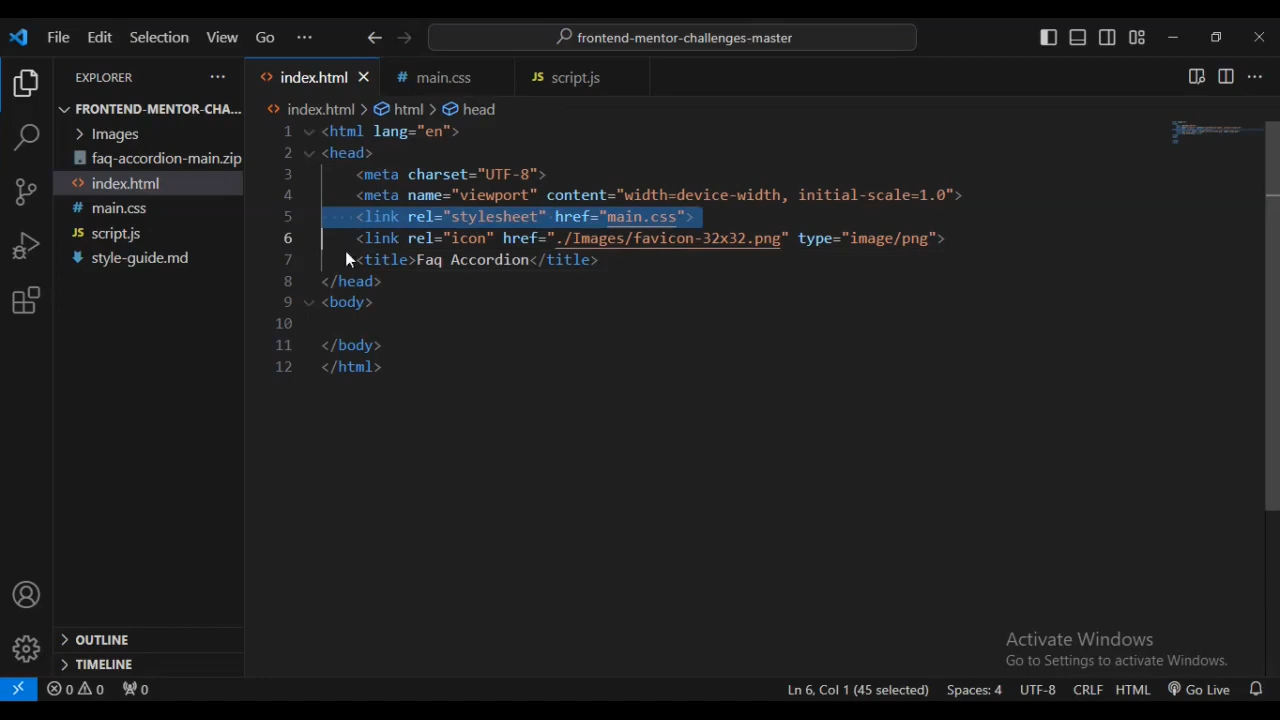 File Edit Selection View Go ··· frontend-mentor-challenges-master
EXPLORER ··· index.html main.css JS script.js
FRONTEND-MENTOR-CHA...
Images
faq-accordion-main.zip
index.html
# main.css
JS script.js
style-guide.md
OUTLINE
TIMELINE
index.html > html > head
1 <html lang="en">
2 <head>
3 <meta charset="UTF-8">
4 <meta name="viewport" content="width=device-width, initial-scale=1.0">
5 <link rel="stylesheet" href="main.css">
6 <link rel="icon" href="./Images/favicon-32x32.png" type="image/png">
7 <title>Faq Accordion</title>
8 </head>
9 <body>
10
11 </body>
12 </html>
Activate Windows
Go to Settings to activate Windows.
0 0 0 Ln 6, Col 1 (45 selected) Spaces: 4 UTF-8 CRLF HTML Go Live